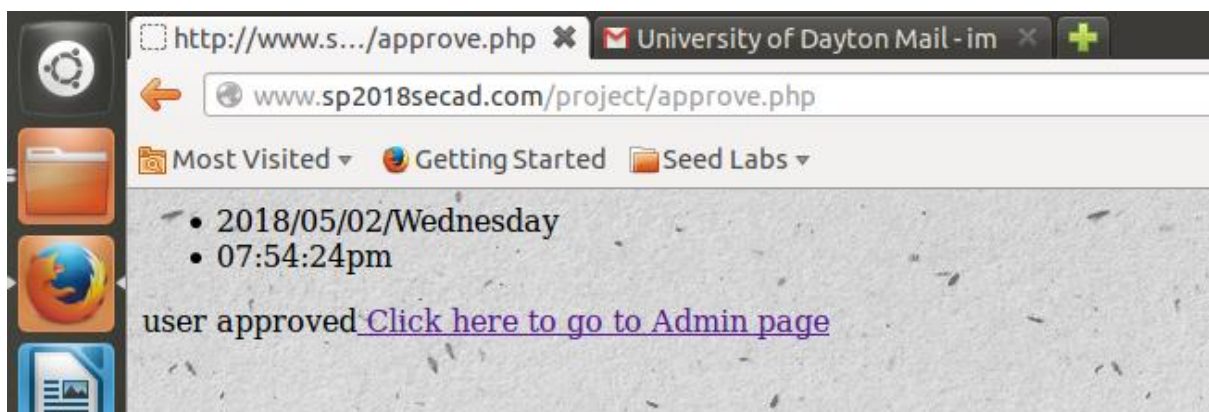 http://www.s.../approve.php
University of Dayton Mail - im
www.sp2018secad.com/project/approve.php
Most Visited
Getting Started
Seed Labs
2018/05/02/Wednesday
07:54:24pm
user approved Click here to go to Admin page